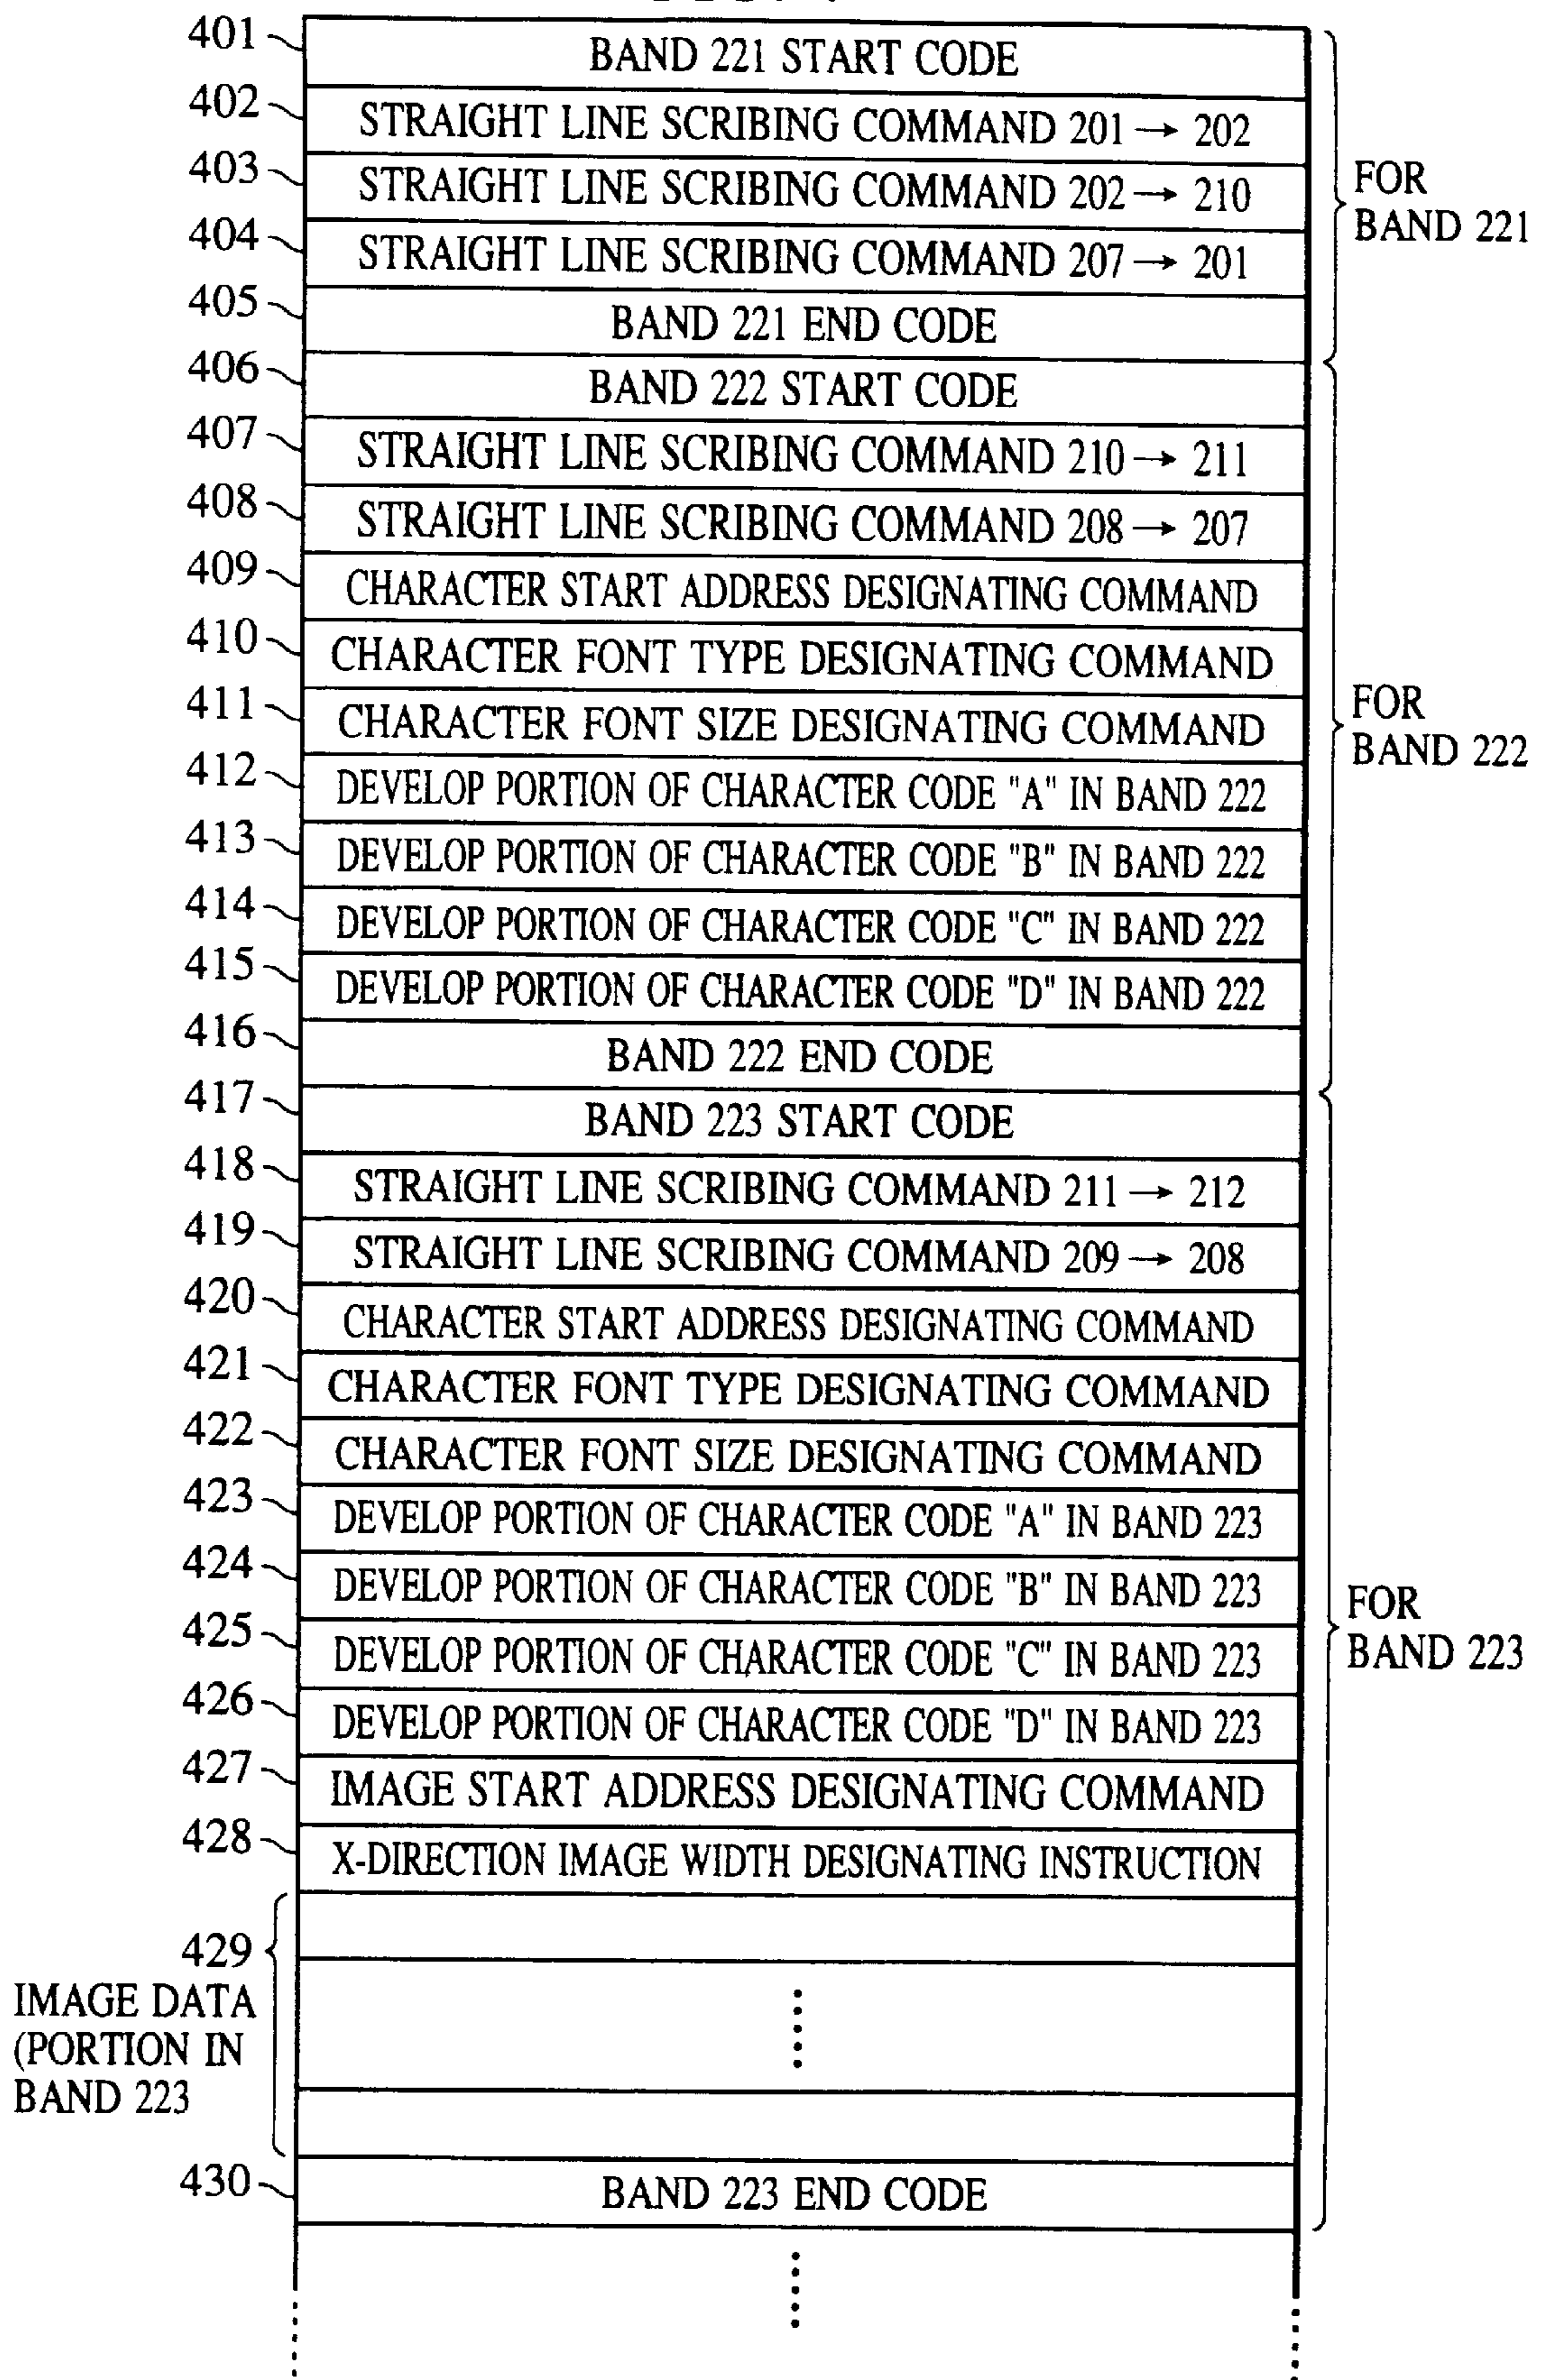 401 BAND 221 START CODE
402 STRAIGHT LINE SCRIBING COMMAND 201 → 202
403 STRAIGHT LINE SCRIBING COMMAND 202 → 210
404 STRAIGHT LINE SCRIBING COMMAND 207 → 201
405 BAND 221 END CODE
FOR
BAND 221
406 BAND 222 START CODE
407 STRAIGHT LINE SCRIBING COMMAND 210 → 211
408 STRAIGHT LINE SCRIBING COMMAND 208 → 207
409 CHARACTER START ADDRESS DESIGNATING COMMAND
410 CHARACTER FONT TYPE DESIGNATING COMMAND
411 CHARACTER FONT SIZE DESIGNATING COMMAND
412 DEVELOP PORTION OF CHARACTER CODE "A" IN BAND 222
413 DEVELOP PORTION OF CHARACTER CODE "B" IN BAND 222
414 DEVELOP PORTION OF CHARACTER CODE "C" IN BAND 222
415 DEVELOP PORTION OF CHARACTER CODE "D" IN BAND 222
416 BAND 222 END CODE
FOR
BAND 222
417 BAND 223 START CODE
418 STRAIGHT LINE SCRIBING COMMAND 211 → 212
419 STRAIGHT LINE SCRIBING COMMAND 209 → 208
420 CHARACTER START ADDRESS DESIGNATING COMMAND
421 CHARACTER FONT TYPE DESIGNATING COMMAND
422 CHARACTER FONT SIZE DESIGNATING COMMAND
423 DEVELOP PORTION OF CHARACTER CODE "A" IN BAND 223
424 DEVELOP PORTION OF CHARACTER CODE "B" IN BAND 223
425 DEVELOP PORTION OF CHARACTER CODE "C" IN BAND 223
426 DEVELOP PORTION OF CHARACTER CODE "D" IN BAND 223
427 IMAGE START ADDRESS DESIGNATING COMMAND
428 X-DIRECTION IMAGE WIDTH DESIGNATING INSTRUCTION
429
IMAGE DATA
(PORTION IN
BAND 223
430 BAND 223 END CODE
FOR
BAND 223